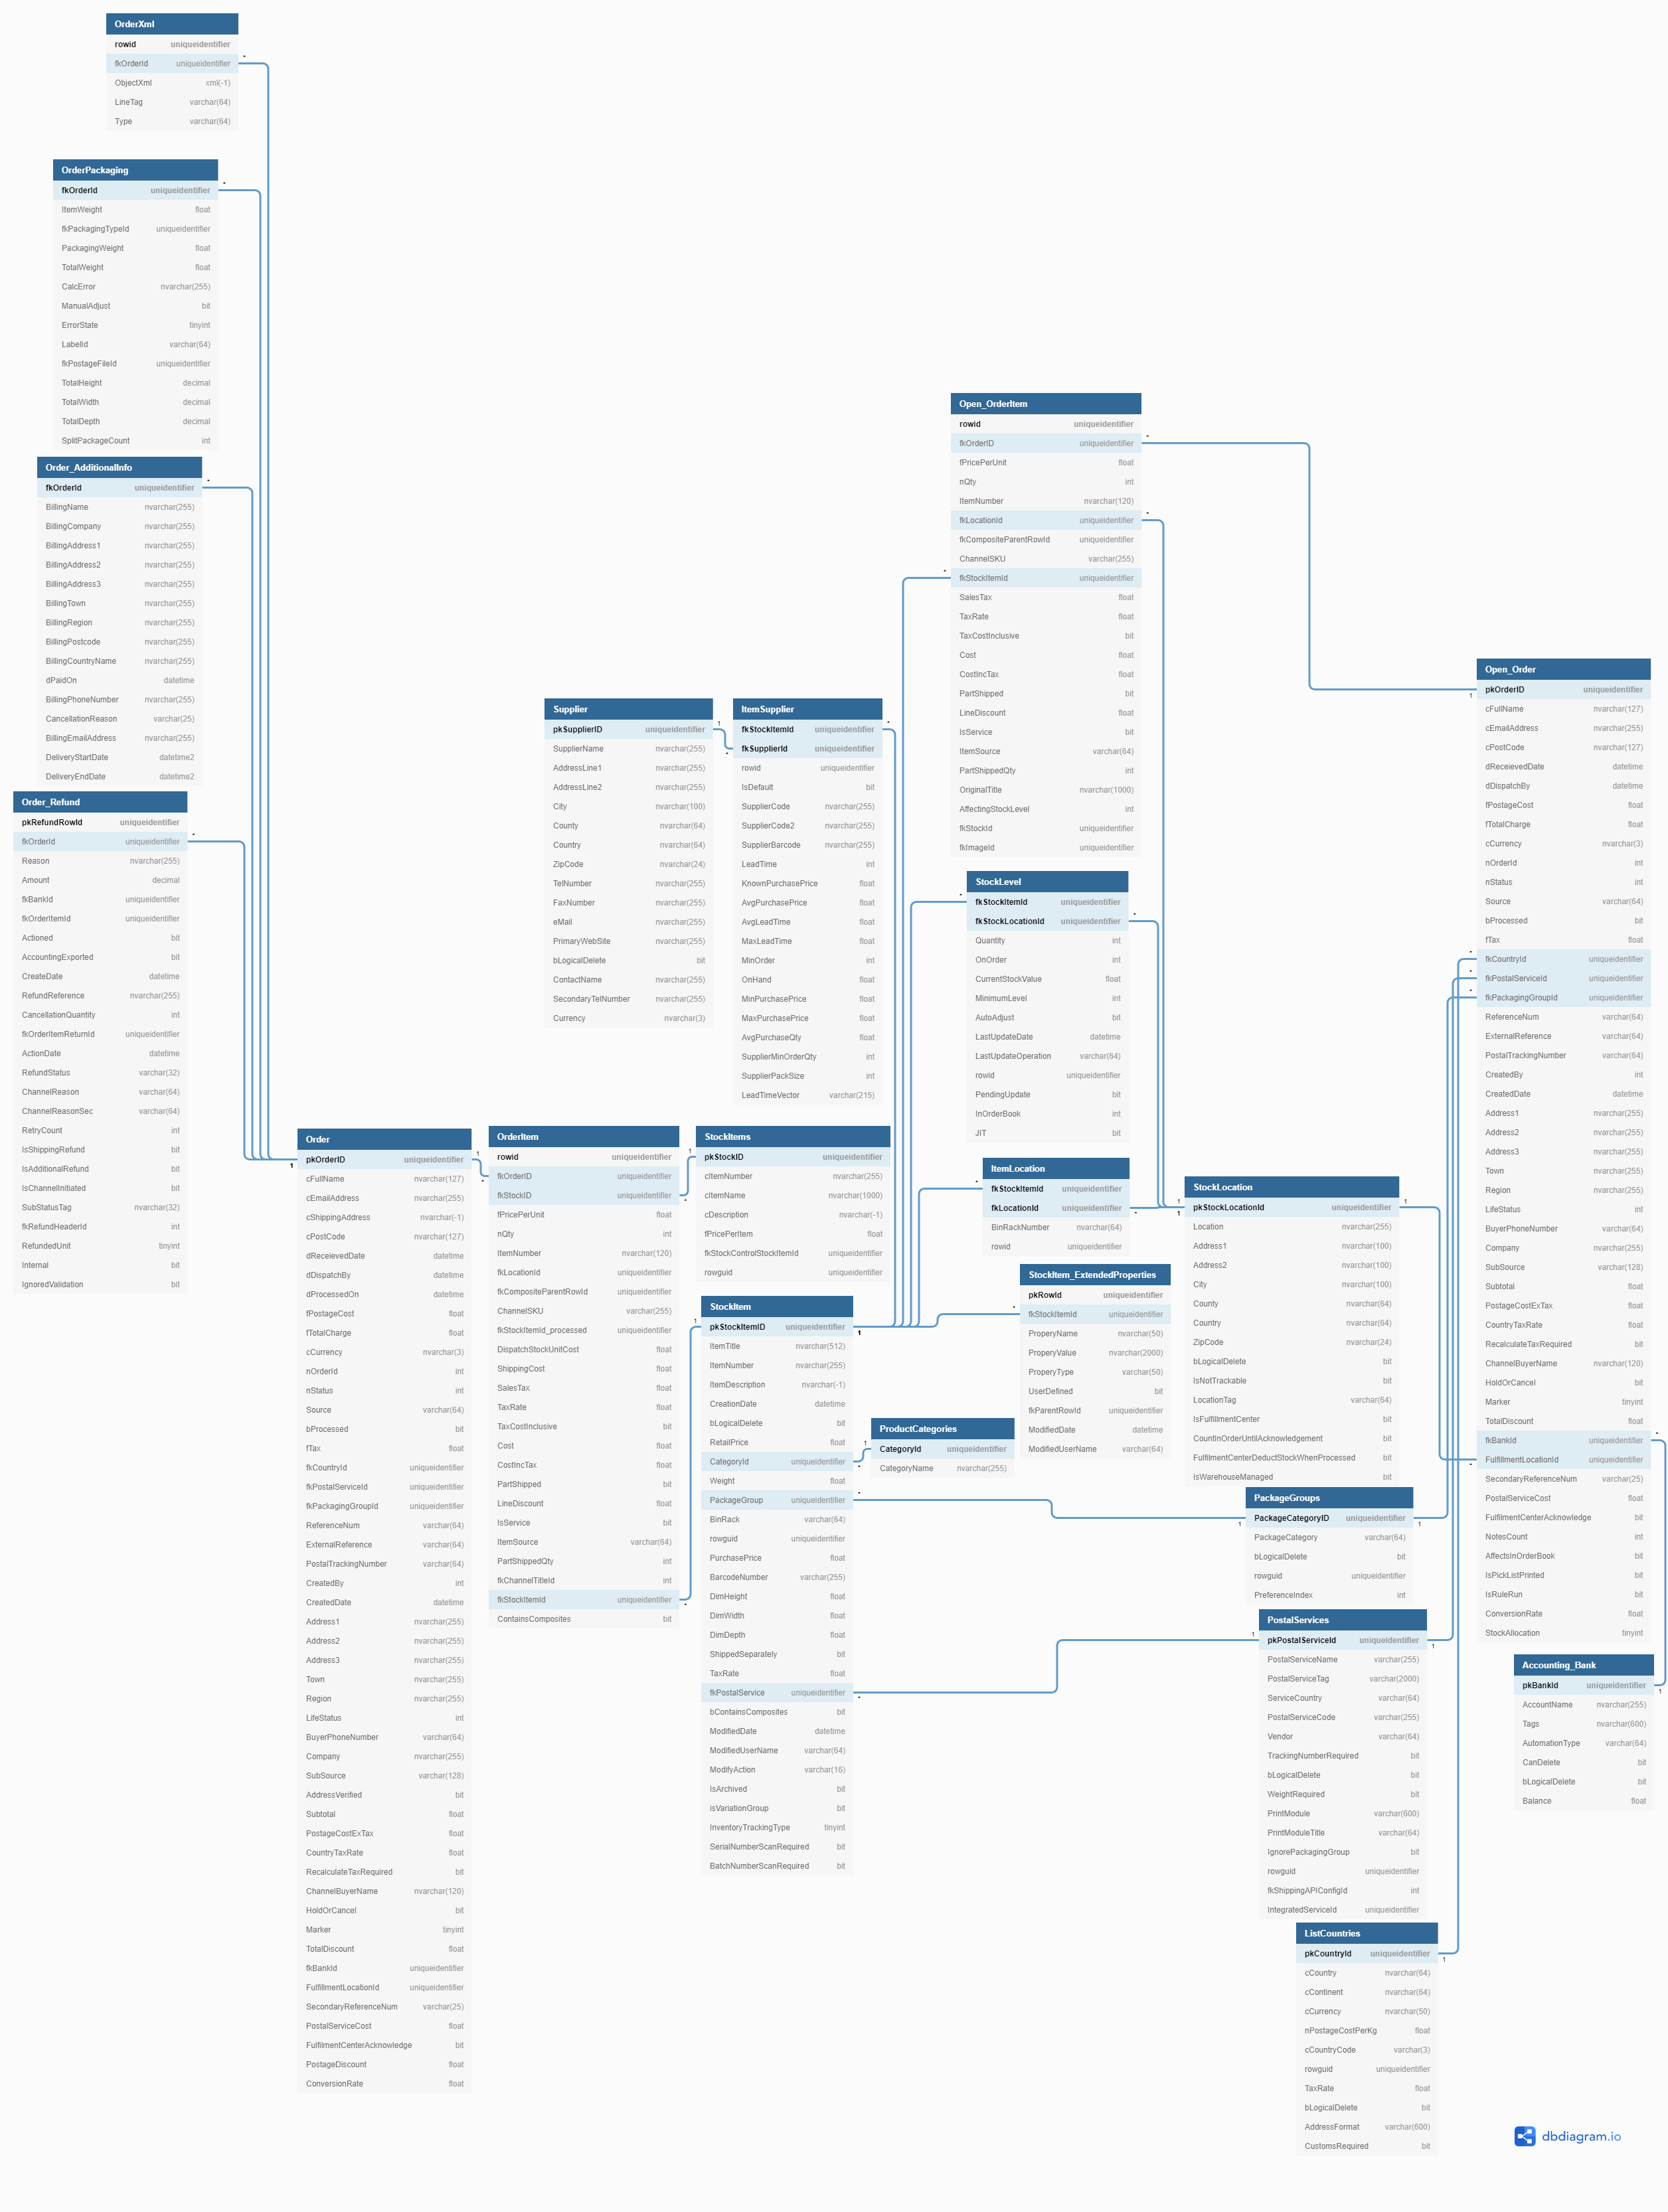 OrderXml
rowid uniqueidentifier
fkOrderId uniqueidentifier
ObjectXml xml(-1)
LineTag varchar(64)
Type varchar(64)
OrderPackaging
fkOrderId uniqueidentifier
ItemWeight float
fkPackagingTypeId uniqueidentifier
PackagingWeight float
TotalWeight float
CalcError nvarchar(255)
ManualAdjust bit
ErrorState tinyint
LabelId varchar(64)
fkPostageFileId uniqueidentifier
TotalHeight decimal
TotalWidth decimal
TotalDepth decimal
SplitPackageCount int
Order_AdditionalInfo
fkOrderId uniqueidentifier
BillingName nvarchar(255)
BillingCompany nvarchar(255)
BillingAddress1 nvarchar(255)
BillingAddress2 nvarchar(255)
BillingAddress3 nvarchar(255)
BillingTown nvarchar(255)
BillingRegion nvarchar(255)
BillingPostcode nvarchar(255)
BillingCountryName nvarchar(255)
dPaidOn datetime
BillingPhoneNumber nvarchar(255)
CancellationReason varchar(25)
BillingEmailAddress nvarchar(255)
DeliveryStartDate datetime2
DeliveryEndDate datetime2
Order_Refund
pkRefundRowId uniqueidentifier
fkOrderId uniqueidentifier
Reason nvarchar(255)
Amount decimal
fkBankId uniqueidentifier
fkOrderItemId uniqueidentifier
Actioned bit
AccountingExported bit
CreateDate datetime
RefundReference nvarchar(255)
CancellationQuantity int
fkOrderItemReturnId uniqueidentifier
ActionDate datetime
RefundStatus varchar(32)
ChannelReason varchar(64)
ChannelReasonSec varchar(64)
RetryCount int
IsShippingRefund bit
IsAdditionalRefund bit
IsChannelInitiated bit
SubStatusTag nvarchar(32)
fkRefundHeaderId int
RefundedUnit tinyint
Internal bit
IgnoredValidation bit
Order
pkOrderID uniqueidentifier
cFullName nvarchar(127)
cEmailAddress nvarchar(255)
cShippingAddress nvarchar(-1)
cPostCode nvarchar(127)
dReceievedDate datetime
dDispatchBy datetime
dProcessedOn datetime
fPostageCost float
fTotalCharge float
cCurrency nvarchar(3)
nOrderId int
nStatus int
Source varchar(64)
bProcessed bit
fTax float
fkCountryId uniqueidentifier
fkPostalServiceId uniqueidentifier
fkPackagingGroupId uniqueidentifier
ReferenceNum varchar(64)
ExternalReference varchar(64)
PostalTrackingNumber varchar(64)
CreatedBy int
CreatedDate datetime
Address1 nvarchar(255)
Address2 nvarchar(255)
Address3 nvarchar(255)
Town nvarchar(255)
Region nvarchar(255)
LifeStatus int
BuyerPhoneNumber varchar(64)
Company nvarchar(255)
SubSource varchar(128)
AddressVerified bit
Subtotal float
PostageCostExTax float
CountryTaxRate float
RecalculateTaxRequired bit
ChannelBuyerName nvarchar(120)
HoldOrCancel bit
Marker tinyint
TotalDiscount float
fkBankId uniqueidentifier
FulfillmentLocationId uniqueidentifier
SecondaryReferenceNum varchar(25)
PostalServiceCost float
FulfilmentCenterAcknowledge bit
PostageDiscount float
ConversionRate float
OrderItem
rowid uniqueidentifier
fkOrderID uniqueidentifier
fkStockID uniqueidentifier
fPricePerUnit float
nQty int
ItemNumber nvarchar(120)
fkLocationId uniqueidentifier
fkCompositeParentRowId uniqueidentifier
ChannelSKU varchar(255)
fkStockItemId_processed uniqueidentifier
DispatchStockUnitCost float
ShippingCost float
SalesTax float
TaxRate float
TaxCostInclusive bit
Cost float
CostIncTax float
PartShipped bit
LineDiscount float
IsService bit
ItemSource varchar(64)
PartShippedQty int
fkChannelTitleId int
fkStockItemId uniqueidentifier
ContainsComposites bit
Supplier
pkSupplierID uniqueidentifier
SupplierName nvarchar(255)
AddressLine1 nvarchar(255)
AddressLine2 nvarchar(255)
City nvarchar(100)
County nvarchar(64)
Country nvarchar(64)
ZipCode nvarchar(24)
TelNumber nvarchar(255)
FaxNumber nvarchar(255)
eMail nvarchar(255)
PrimaryWebSite nvarchar(255)
bLogicalDelete bit
ContactName nvarchar(255)
SecondaryTelNumber nvarchar(255)
Currency nvarchar(3)
ItemSupplier
fkStockItemId uniqueidentifier
fkSupplierId uniqueidentifier
rowid uniqueidentifier
IsDefault bit
SupplierCode nvarchar(255)
SupplierCode2 nvarchar(255)
SupplierBarcode nvarchar(255)
LeadTime int
KnownPurchasePrice float
AvgPurchasePrice float
AvgLeadTime float
MaxLeadTime float
MinOrder int
OnHand float
MinPurchasePrice float
MaxPurchasePrice float
AvgPurchaseQty float
SupplierMinOrderQty int
SupplierPackSize int
LeadTimeVector varchar(215)
StockItems
pkStockID uniqueidentifier
cItemNumber nvarchar(255)
cItemName nvarchar(1000)
cDescription nvarchar(-1)
fPricePerItem float
fkStockControlStockItemId uniqueidentifier
rowguid uniqueidentifier
StockItem
pkStockItemID uniqueidentifier
ItemTitle nvarchar(512)
ItemNumber nvarchar(255)
ItemDescription nvarchar(-1)
CreationDate datetime
bLogicalDelete bit
RetailPrice float
CategoryId uniqueidentifier
Weight float
PackageGroup uniqueidentifier
BinRack varchar(64)
rowguid uniqueidentifier
PurchasePrice float
BarcodeNumber varchar(255)
DimHeight float
DimWidth float
DimDepth float
ShippedSeparately bit
TaxRate float
fkPostalService uniqueidentifier
bContainsComposites bit
ModifiedDate datetime
ModifiedUserName varchar(64)
ModifyAction varchar(16)
IsArchived bit
isVariationGroup bit
InventoryTrackingType tinyint
SerialNumberScanRequired bit
BatchNumberScanRequired bit
ProductCategories
CategoryId uniqueidentifier
CategoryName nvarchar(255)
Open_OrderItem
rowid uniqueidentifier
fkOrderID uniqueidentifier
fPricePerUnit float
nQty int
ItemNumber nvarchar(120)
fkLocationId uniqueidentifier
fkCompositeParentRowId uniqueidentifier
ChannelSKU varchar(255)
fkStockItemId uniqueidentifier
SalesTax float
TaxRate float
TaxCostInclusive bit
Cost float
CostIncTax float
PartShipped bit
LineDiscount float
IsService bit
ItemSource varchar(64)
PartShippedQty int
OriginalTitle nvarchar(1000)
AffectingStockLevel int
fkStockId uniqueidentifier
fkImageId uniqueidentifier
StockLevel
fkStockItemId uniqueidentifier
fkStockLocationId uniqueidentifier
Quantity int
OnOrder int
CurrentStockValue float
MinimumLevel int
AutoAdjust bit
LastUpdateDate datetime
LastUpdateOperation varchar(64)
rowid uniqueidentifier
PendingUpdate bit
InOrderBook int
JIT bit
ItemLocation
fkStockItemId uniqueidentifier
fkLocationId uniqueidentifier
BinRackNumber nvarchar(64)
rowid uniqueidentifier
StockItem_ExtendedProperties
pkRowId uniqueidentifier
fkStockItemId uniqueidentifier
ProperyName nvarchar(50)
ProperyValue nvarchar(2000)
ProperyType varchar(50)
UserDefined bit
fkParentRowId uniqueidentifier
ModifiedDate datetime
ModifiedUserName varchar(64)
StockLocation
pkStockLocationId uniqueidentifier
Location nvarchar(255)
Address1 nvarchar(100)
Address2 nvarchar(100)
City nvarchar(100)
County nvarchar(64)
Country nvarchar(64)
ZipCode nvarchar(24)
bLogicalDelete bit
IsNotTrackable bit
LocationTag varchar(64)
IsFulfillmentCenter bit
CountInOrderUntilAcknowledgement bit
FulfilmentCenterDeductStockWhenProcessed bit
IsWarehouseManaged bit
PackageGroups
PackageCategoryID uniqueidentifier
PackageCategory varchar(64)
bLogicalDelete bit
rowguid uniqueidentifier
PreferenceIndex int
PostalServices
pkPostalServiceId uniqueidentifier
PostalServiceName varchar(255)
PostalServiceTag varchar(2000)
ServiceCountry varchar(64)
PostalServiceCode varchar(255)
Vendor varchar(64)
TrackingNumberRequired bit
bLogicalDelete bit
WeightRequired bit
PrintModule varchar(600)
PrintModuleTitle varchar(64)
IgnorePackagingGroup bit
rowguid uniqueidentifier
fkShippingAPIConfigId int
IntegratedServiceId uniqueidentifier
ListCountries
pkCountryId uniqueidentifier
cCountry nvarchar(64)
cContinent nvarchar(64)
cCurrency nvarchar(50)
nPostageCostPerKg float
cCountryCode varchar(3)
rowguid uniqueidentifier
TaxRate float
bLogicalDelete bit
AddressFormat varchar(600)
CustomsRequired bit
Open_Order
pkOrderID uniqueidentifier
cFullName nvarchar(127)
cEmailAddress nvarchar(255)
cPostCode nvarchar(127)
dReceievedDate datetime
dDispatchBy datetime
fPostageCost float
fTotalCharge float
cCurrency nvarchar(3)
nOrderId int
nStatus int
Source varchar(64)
bProcessed bit
fTax float
fkCountryId uniqueidentifier
fkPostalServiceId uniqueidentifier
fkPackagingGroupId uniqueidentifier
ReferenceNum varchar(64)
ExternalReference varchar(64)
PostalTrackingNumber varchar(64)
CreatedBy int
CreatedDate datetime
Address1 nvarchar(255)
Address2 nvarchar(255)
Address3 nvarchar(255)
Town nvarchar(255)
Region nvarchar(255)
LifeStatus int
BuyerPhoneNumber varchar(64)
Company nvarchar(255)
SubSource varchar(128)
Subtotal float
PostageCostExTax float
CountryTaxRate float
RecalculateTaxRequired bit
ChannelBuyerName nvarchar(120)
HoldOrCancel bit
Marker tinyint
TotalDiscount float
fkBankId uniqueidentifier
FulfillmentLocationId uniqueidentifier
SecondaryReferenceNum varchar(25)
PostalServiceCost float
FulfilmentCenterAcknowledge bit
NotesCount int
AffectsInOrderBook bit
IsPickListPrinted bit
IsRuleRun bit
ConversionRate float
StockAllocation tinyint
Accounting_Bank
pkBankId uniqueidentifier
AccountName nvarchar(255)
Tags nvarchar(600)
AutomationType varchar(64)
CanDelete bit
bLogicalDelete bit
Balance float
dbdiagram.io